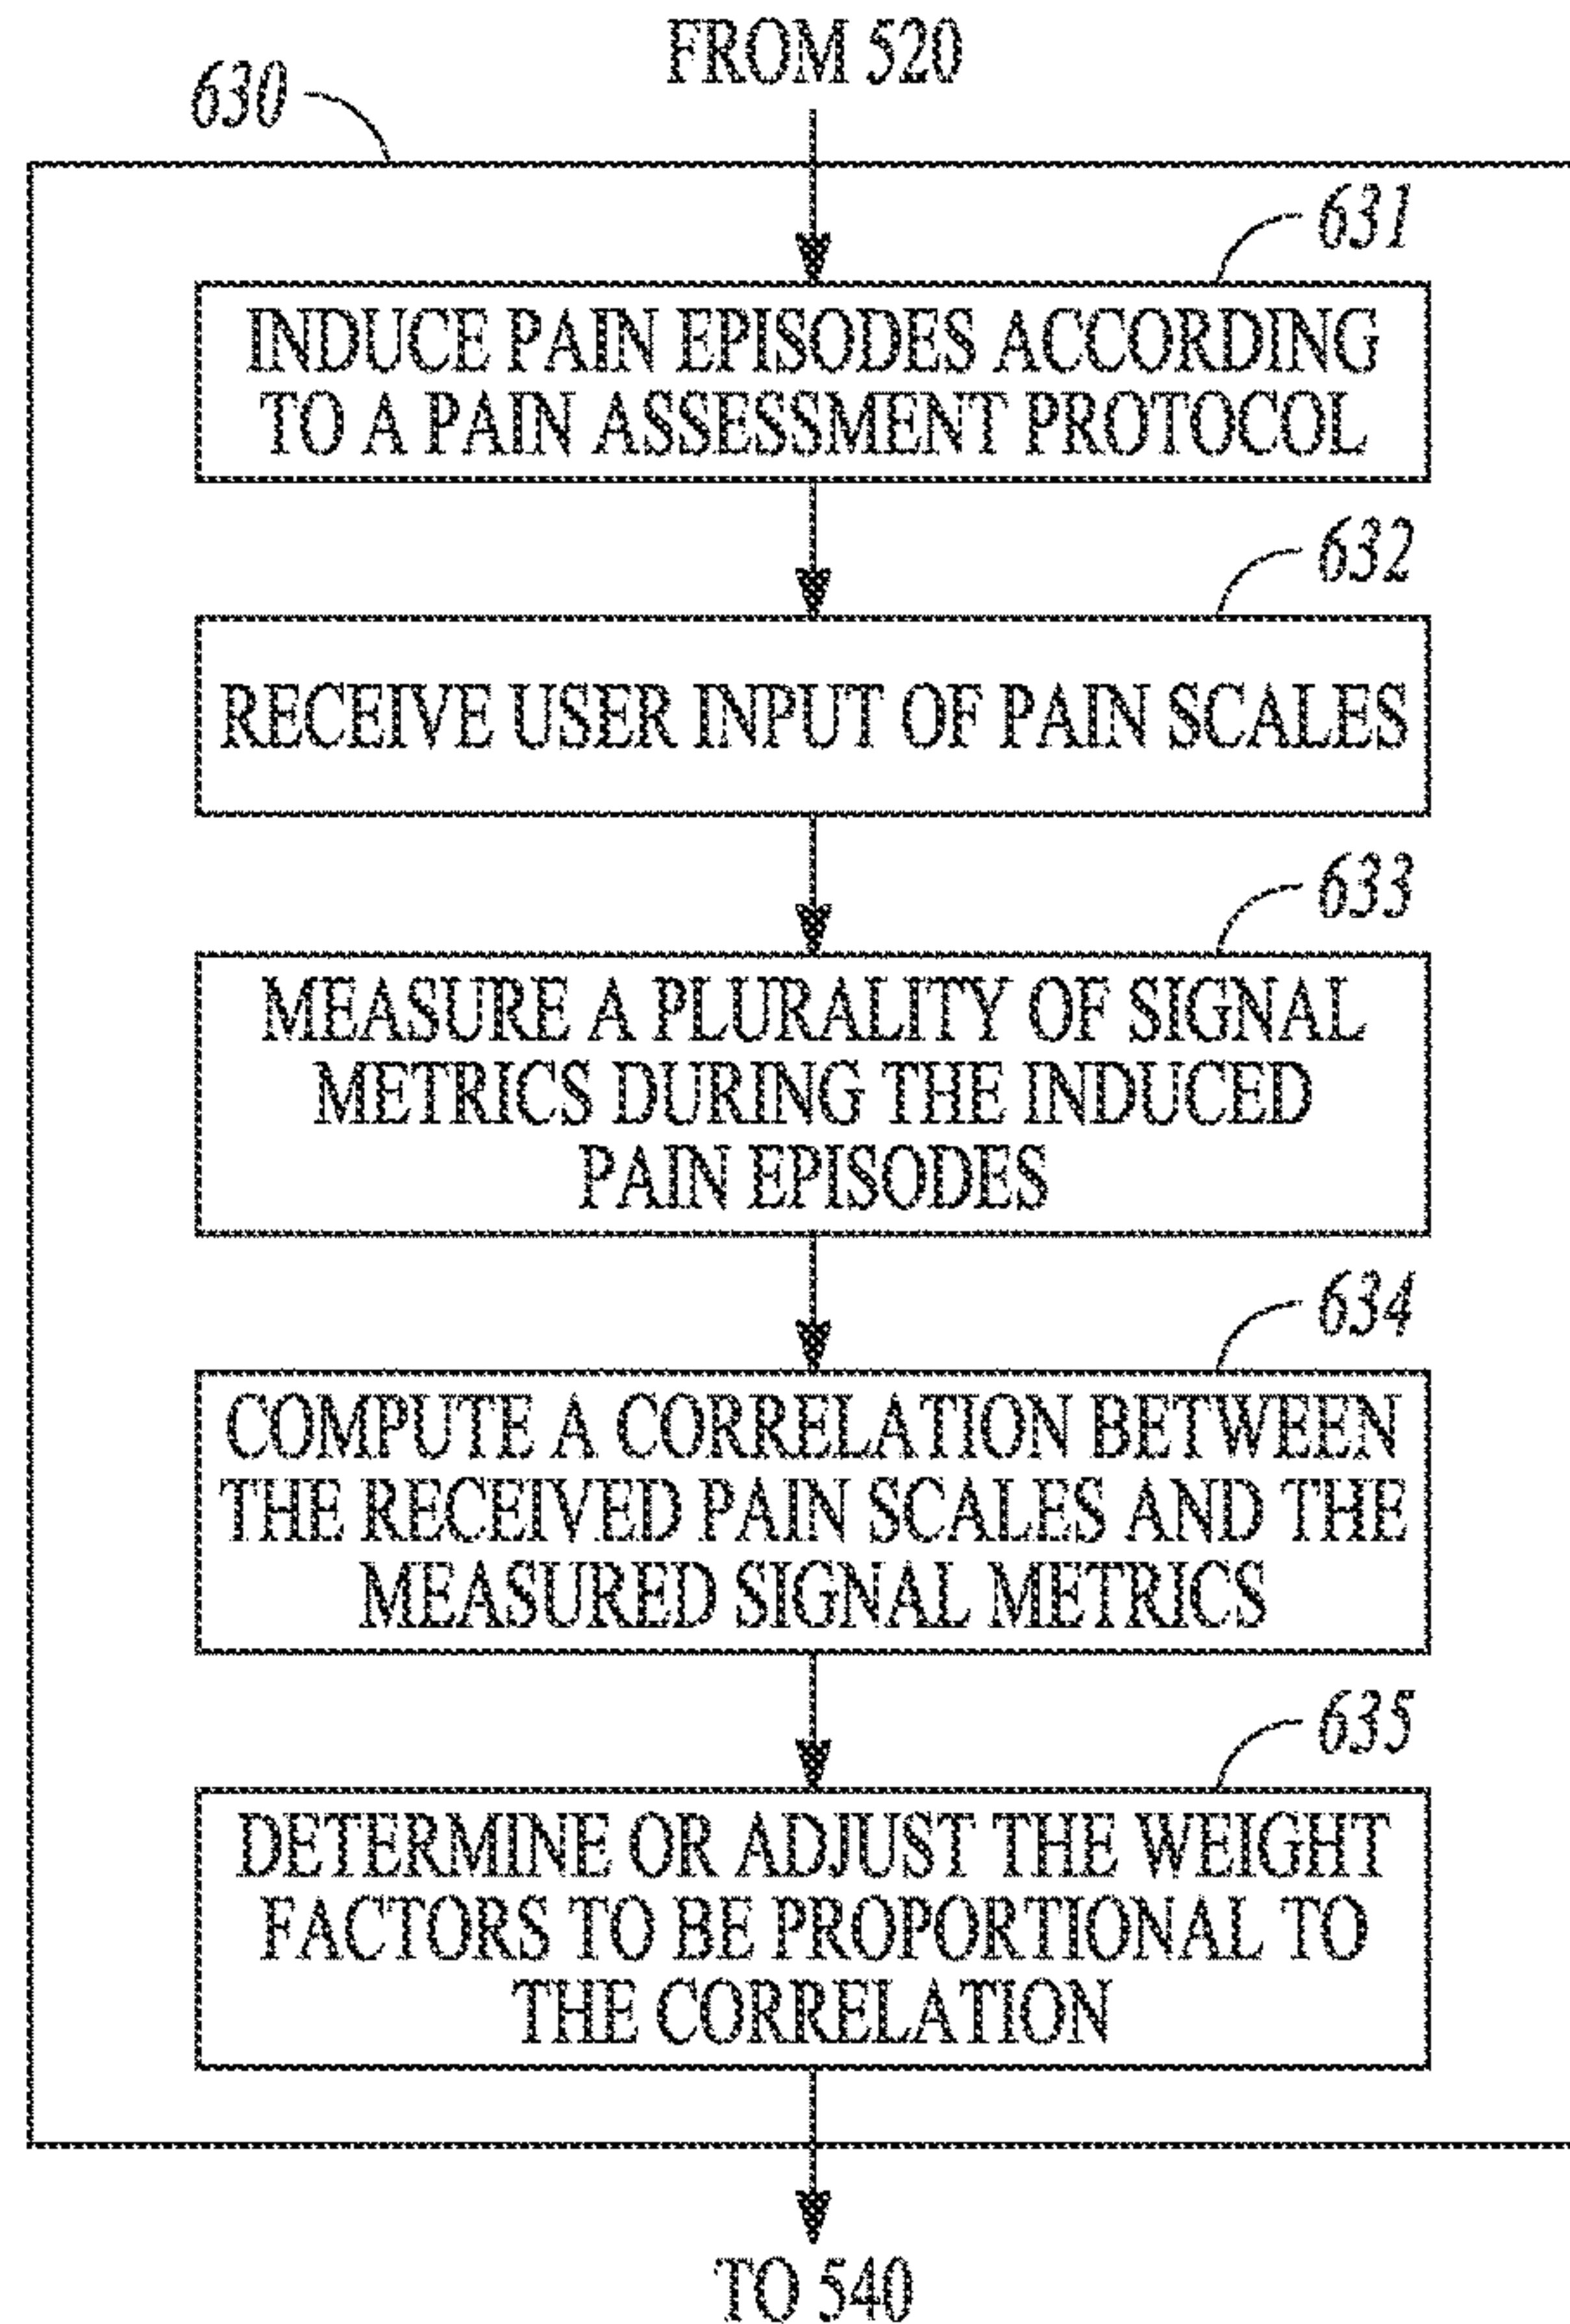 FROM 520
630
631
INDUCE PAIN EPISODES ACCORDING
TO A PAIN ASSESSMENT PROTOCOL
632
RECEIVE USER INPUT OF PAIN SCALES
633
MEASURE A PLURALITY OF SIGNAL
METRICS DURING THE INDUCED
PAIN EPISODES
634
COMPUTE A CORRELATION BETWEEN
THE RECEIVED PAIN SCALES AND THE
MEASURED SIGNAL METRICS
635
DETERMINE OR ADJUST THE WEIGHT
FACTORS TO BE PROPORTIONAL TO
THE CORRELATION
TO 540